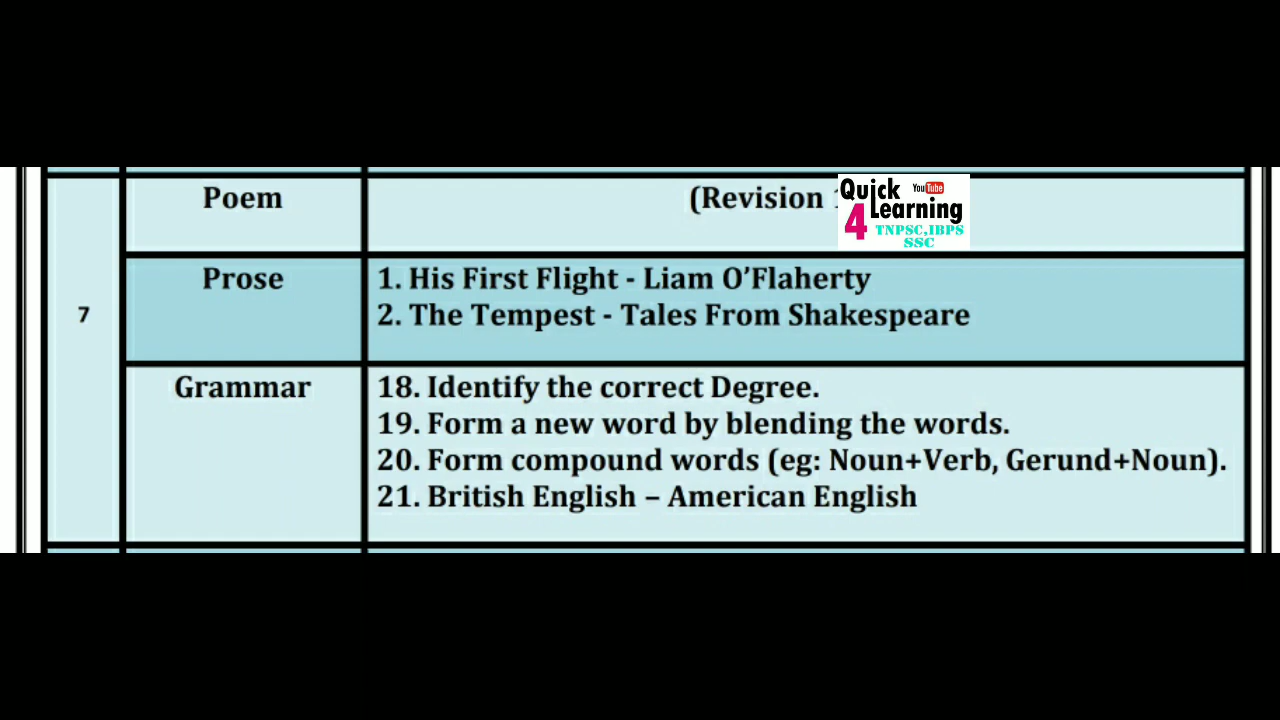 Poem
(Revision
Quick
YouTube
4 Learning
TNPSC,IBPS
SSC
7
Prose
1. His First Flight - Liam O’Flaherty
2. The Tempest - Tales From Shakespeare
Grammar
18. Identify the correct Degree.
19. Form a new word by blending the words.
20. Form compound words (eg: Noun+Verb, Gerund+Noun).
21. British English – American English